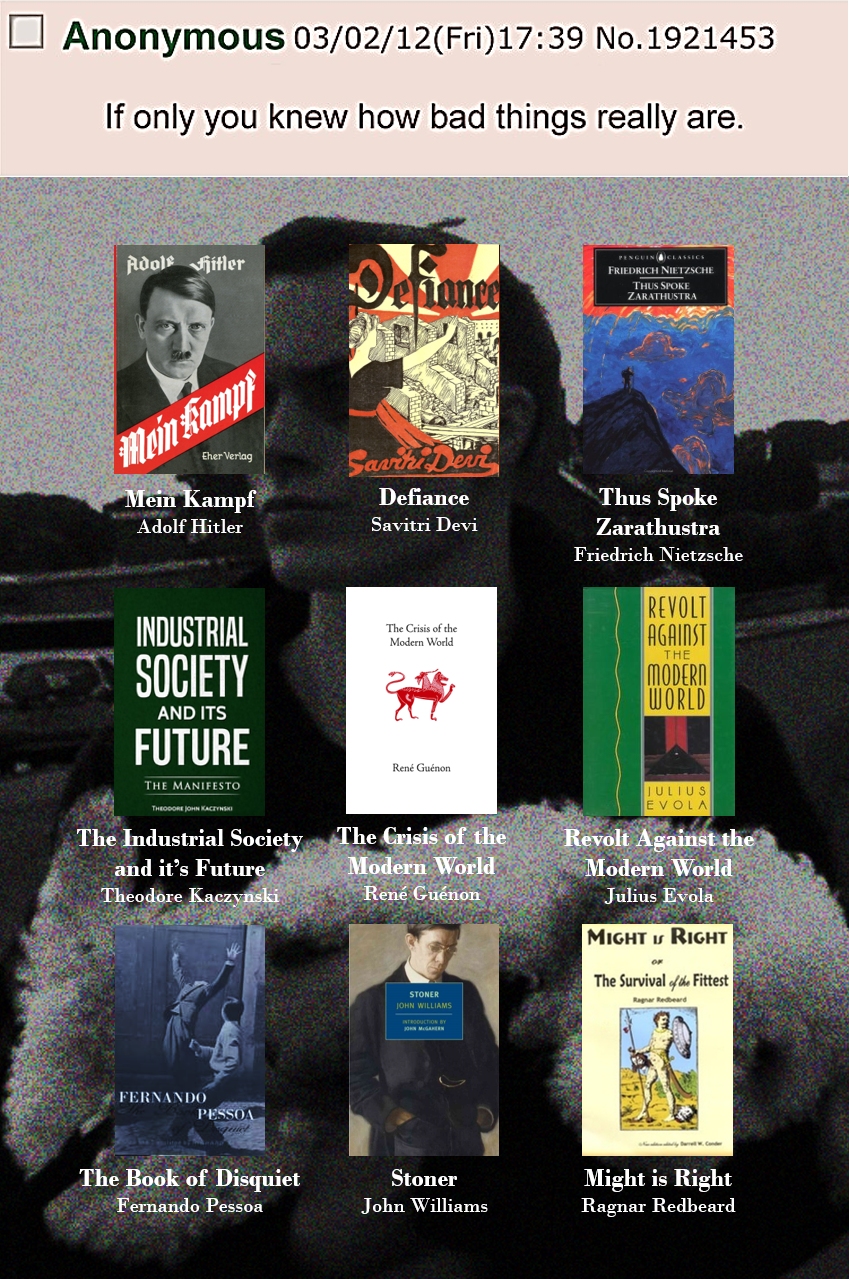 Anonymous 03/02/12(Fri)17:39 No.1921453
If only you knew how bad things really are.
Adolf Hitler
Mein Kampf
Eher Verlag
Defiance
Savitri Devi
PENGUIN CLASSICS
FRIEDRICH NIETZSCHE
THUS SPOKE
ZARATHUSTRA
Mein Kampf
Adolf Hitler
Defiance
Savitri Devi
Thus Spoke
Zarathustra
Friedrich Nietzsche
INDUSTRIAL
SOCIETY
AND ITS
FUTURE
THE MANIFESTO
THEODORE JOHN KACZYNSKI
The Crisis of the
Modern World
René Guénon
REVOLT
AGAINST
THE
MODERN
WORLD
JULIUS
EVOLA
The Industrial Society
and it's Future
Theodore Kaczynski
The Crisis of the
Modern World
René Guénon
Revolt Against the
Modern World
Julius Evola
FERNANDO
PESSOA
STONER
JOHN WILLIAMS
INTRODUCTION BY
JOHN McGAHERN
MIGHT IS RIGHT
OR
The Survival of the Fittest
Ragnar Redbeard
New edition edited by Darrell W. Conder
The Book of Disquiet
Fernando Pessoa
Stoner
John Williams
Might is Right
Ragnar Redbeard